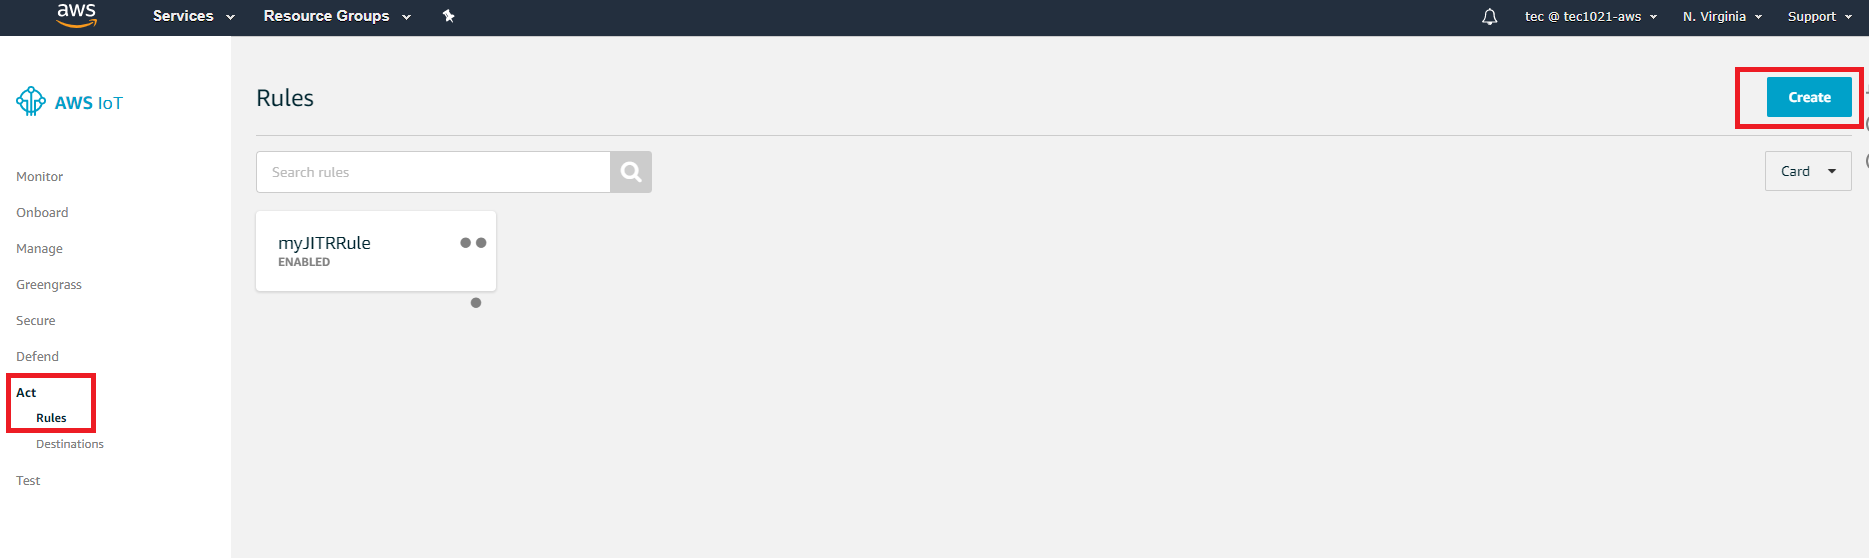 aws Services Resource Groups tec @ tec1021-aws N. Virginia Support
AWS IoT
Monitor
Onboard
Manage
Greengrass
Secure
Defend
Act
Rules
Destinations
Test
Rules
Create
Search rules
Card
myJITRRule
ENABLED